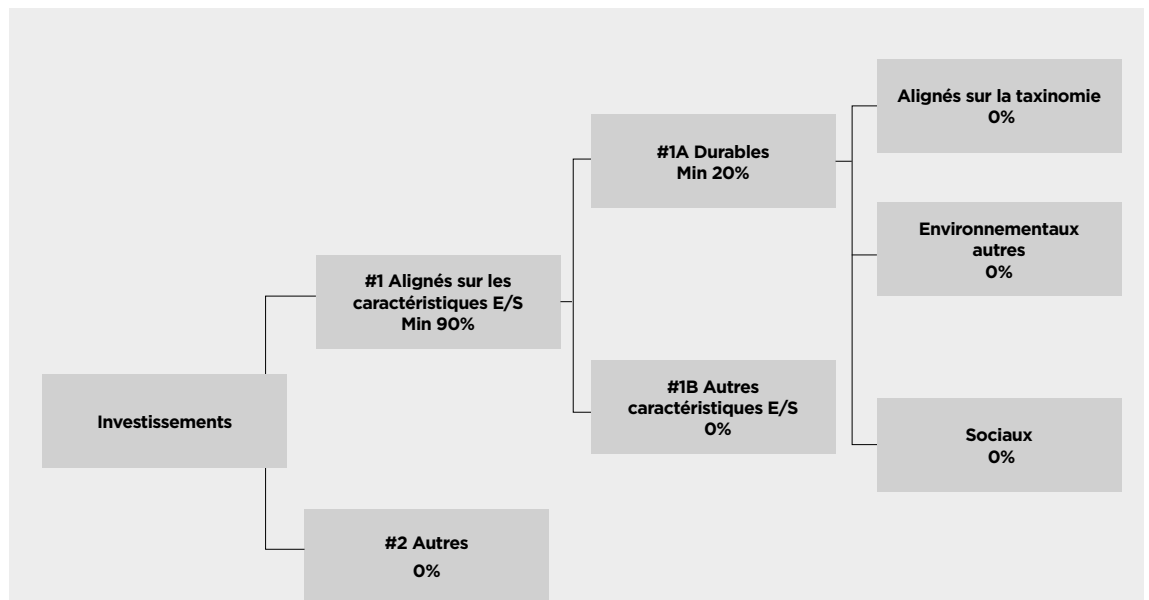 Alignés sur la taxinomie
0%
#1A Durables
Min 20%
Environnementaux
autres
0%
#1 Alignés sur les
caractéristiques E/S
Min 90%
#1B Autres
caractéristiques E/S
0%
Investissements
Sociaux
0%
#2 Autres
0%